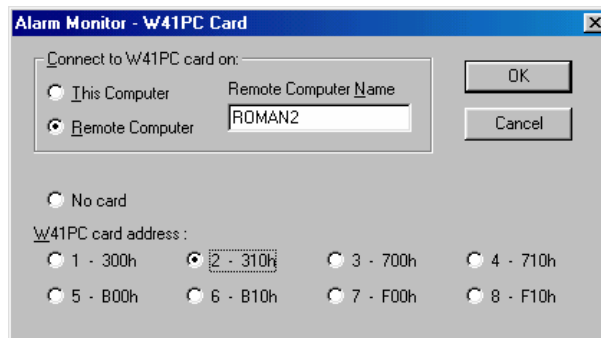 Alarm Monitor - W41PC Card
Connect to W41PC card on:
This Computer
Remote Computer Name
Remote Computer
ROMAN2
OK
Cancel
No card
W41PC card address :
1 - 300h 2 - 310h 3 - 700h 4 - 710h
5 - B00h 6 - B10h 7 - F00h 8 - F10h